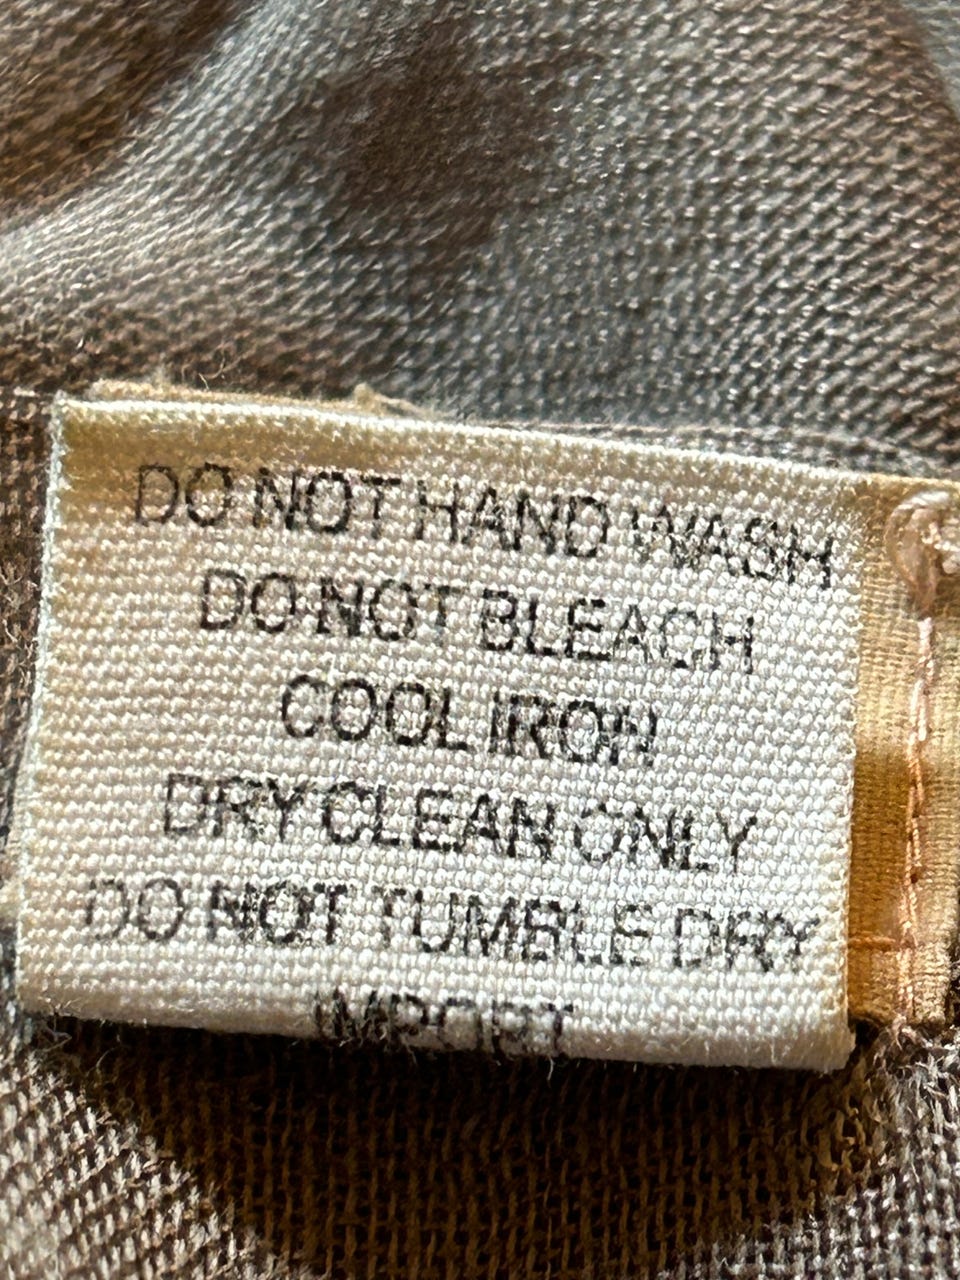 DO NOT HAND WASH
DO NOT BLEACH
COOL IRON
DRY CLEAN ONLY
DO NOT TUMBLE DRY
IMPORT